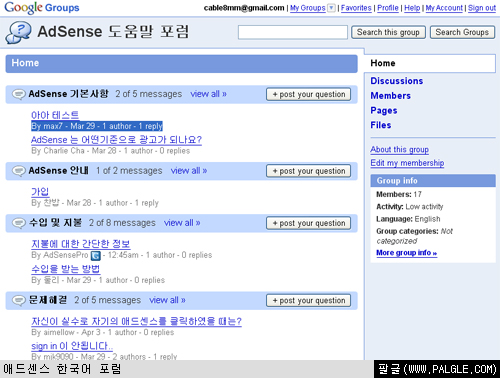 Google Groups
cable8mm@gmail.com | My Groups | Favorites | Profile | Help | My Account | Sign out
AdSense 도움말 포럼
Search this group
Search Groups
Home
AdSense 기본사항 2 of 5 messages view all »
+ post your question
아야 테스트
By max7 - Mar 29 - 1 author - 1 reply
AdSense 는 어떤기준으로 광고가 되나요?
By Charlie Cha - Mar 28 - 1 author - 0 replies
AdSense 안내 1 of 2 messages view all »
+ post your question
가입
By 찬밥 - Mar 29 - 1 author - 0 replies
수입 및 지불 2 of 8 messages view all »
+ post your question
지불에 대한 간단한 정보
By AdSensePro - 12:45am - 1 author - 0 replies
수입을 받는 방법
By 둘리 - Mar 29 - 1 author - 0 replies
문제해결 2 of 5 messages view all »
+ post your question
자신이 실수로 자기의 애드센스를 클릭하였을 때는?
By aimellow - Apr 3 - 1 author - 0 replies
sign in 이 안됩니다..
By mik9090 - Mar 29 - 2 authors - 1 reply
Home
Discussions
Members
Pages
Files
About this group
Edit my membership
Group info
Members: 17
Activity: Low activity
Language: English
Group categories: Not
categorized
More group info »
애드센스 한국어 포럼
팔글(WWW.PALGLE.COM)